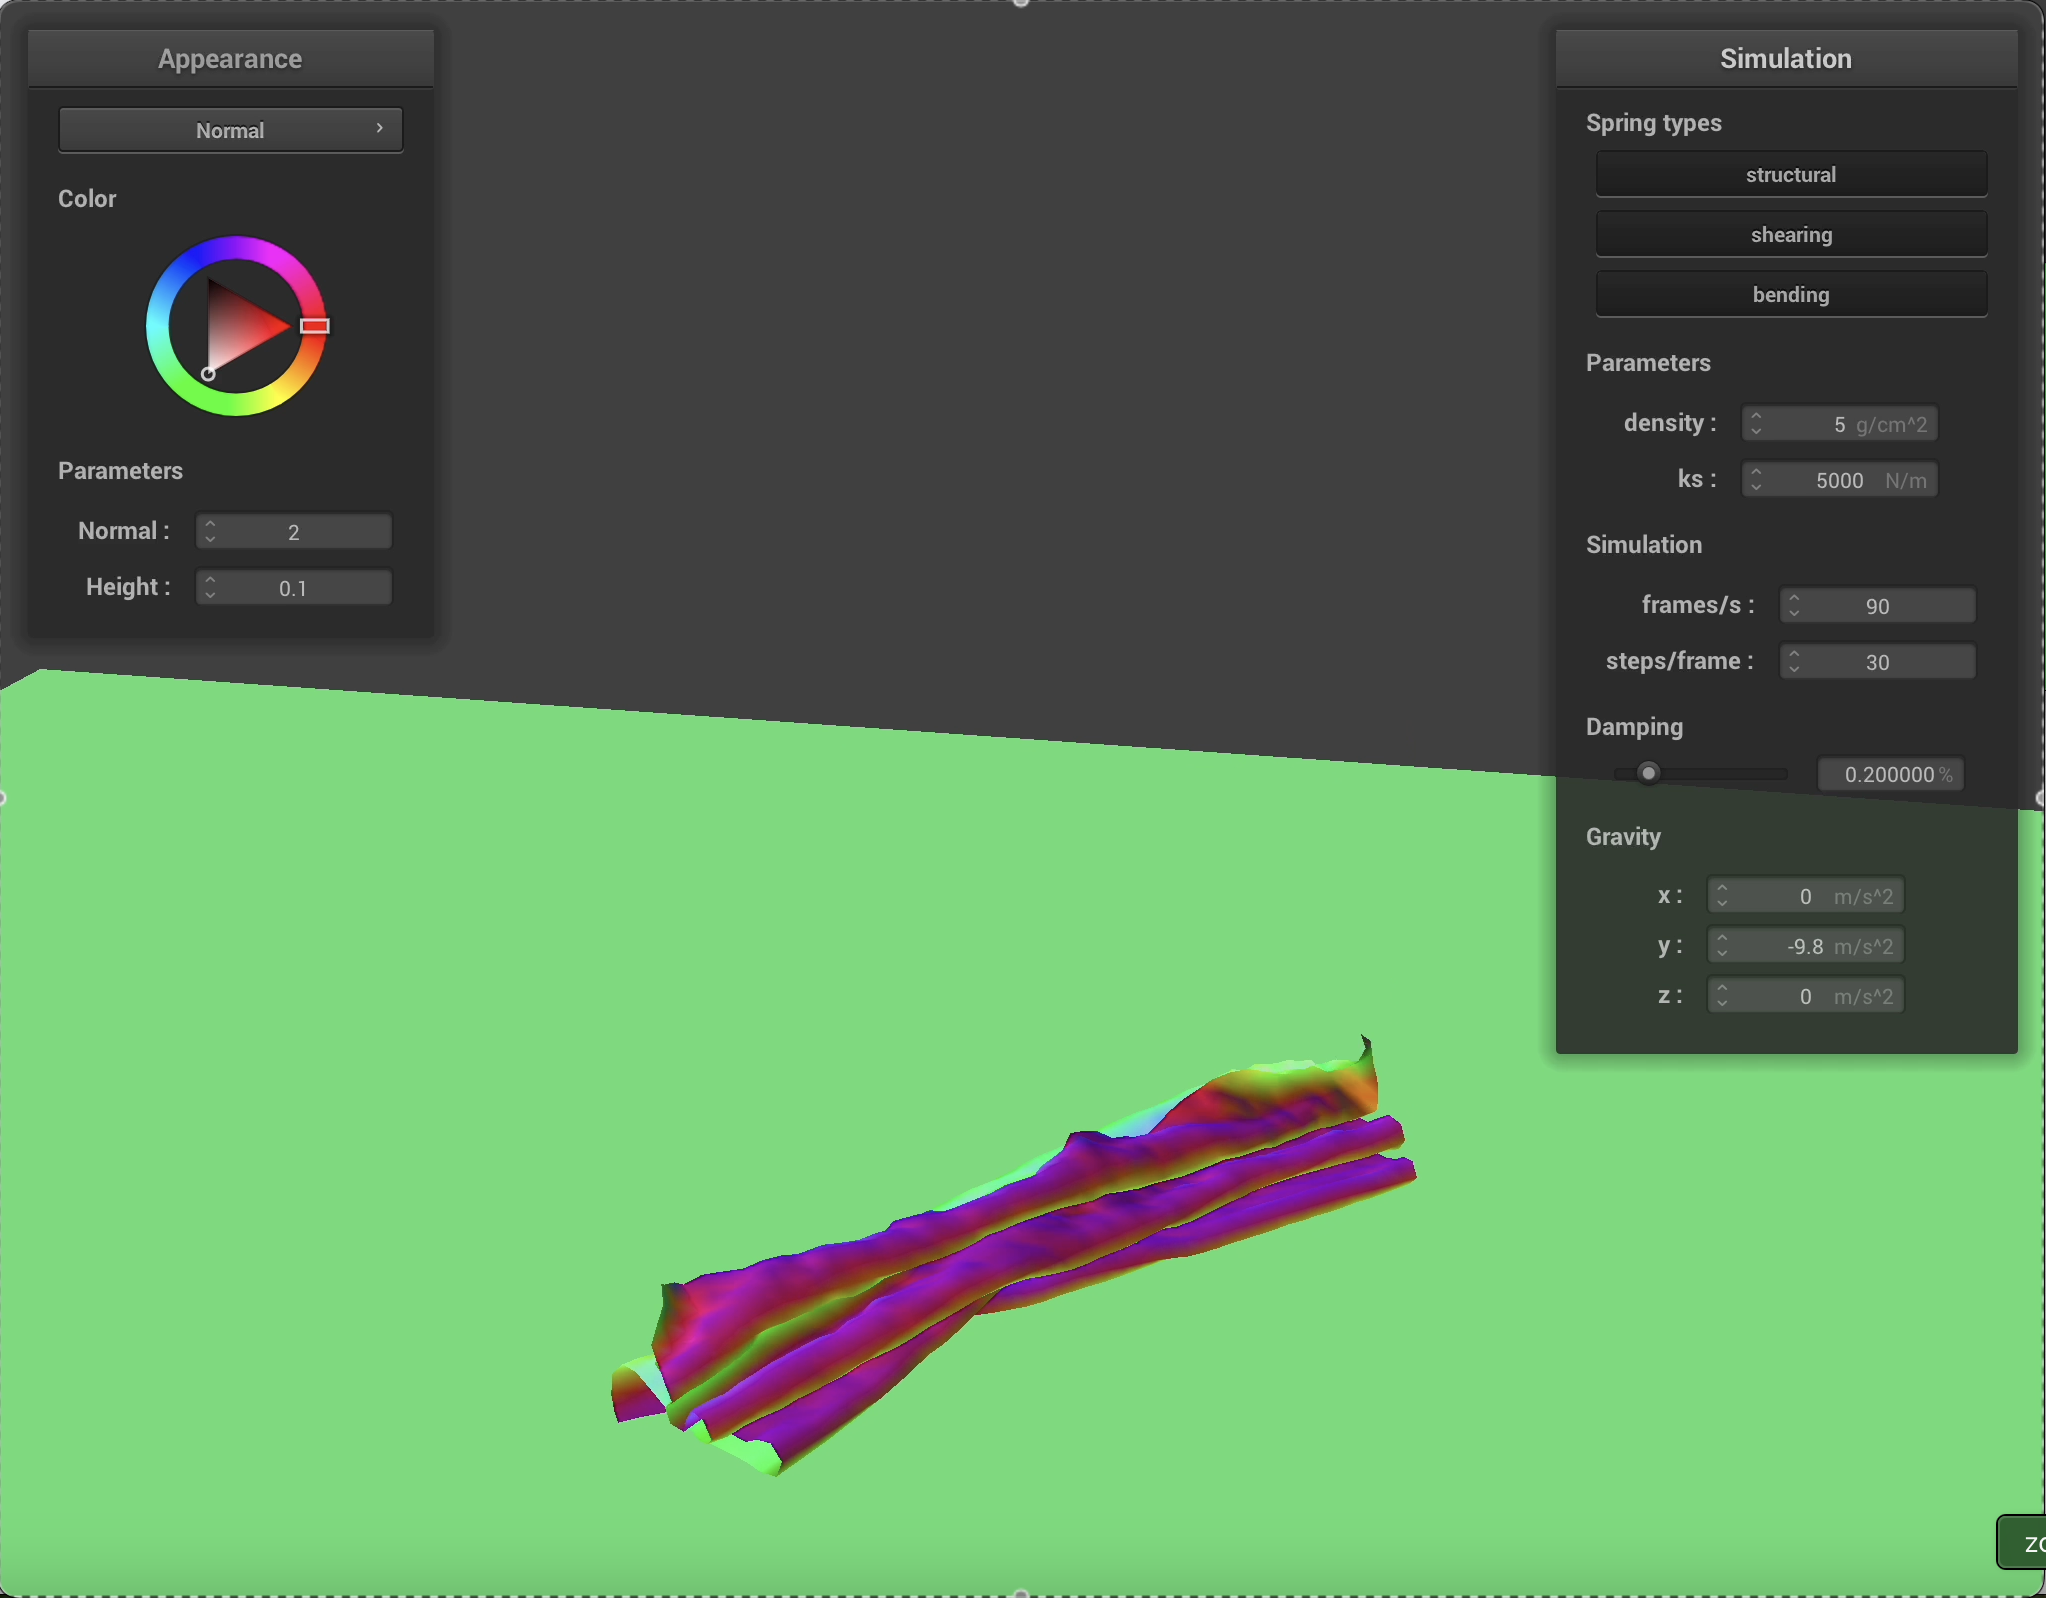 Appearance
Normal
Color
Parameters
Normal : 2
Height : 0.1
Simulation
Spring types
structural
shearing
bending
Parameters
density : 5 g/cm^2
ks : 5000 N/m
Simulation
frames/s : 90
steps/frame : 30
Damping
0.200000 %
Gravity
x : 0 m/s^2
y : -9.8 m/s^2
z : 0 m/s^2